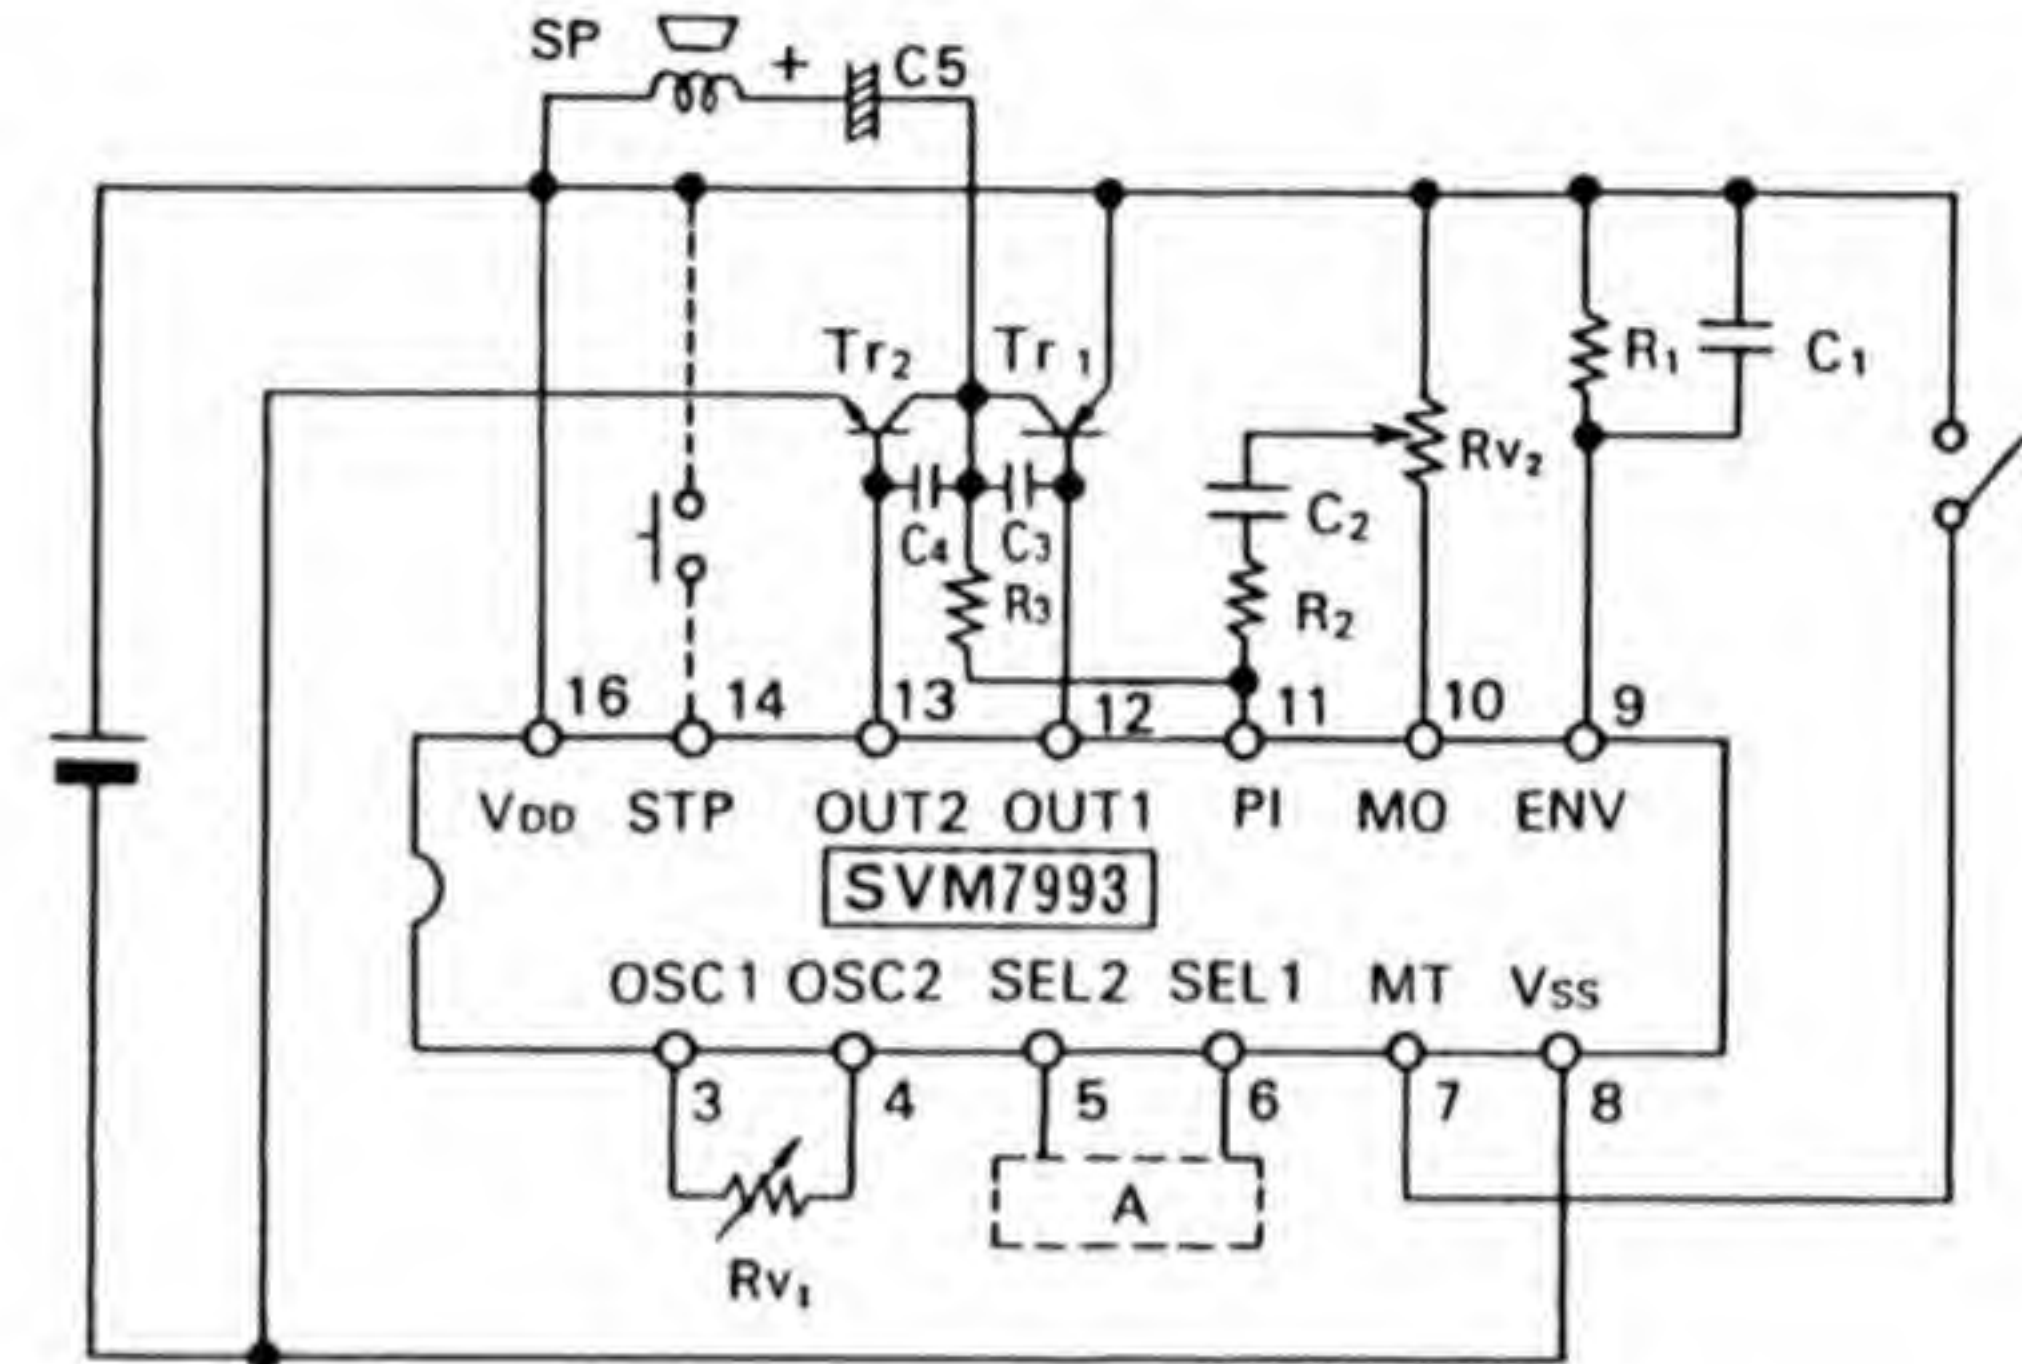 SP + C5
Tr₂ Tr₁
R₁ C₁
Rv₂
C₂
C₄ C₃
R₃ R₂
16 14 13 12 11 10 9
VDD STP OUT2 OUT1 PI MO ENV
SVM7993
OSC1 OSC2 SEL2 SEL1 MT VSS
3 4 5 6 7 8
A
Rv₁